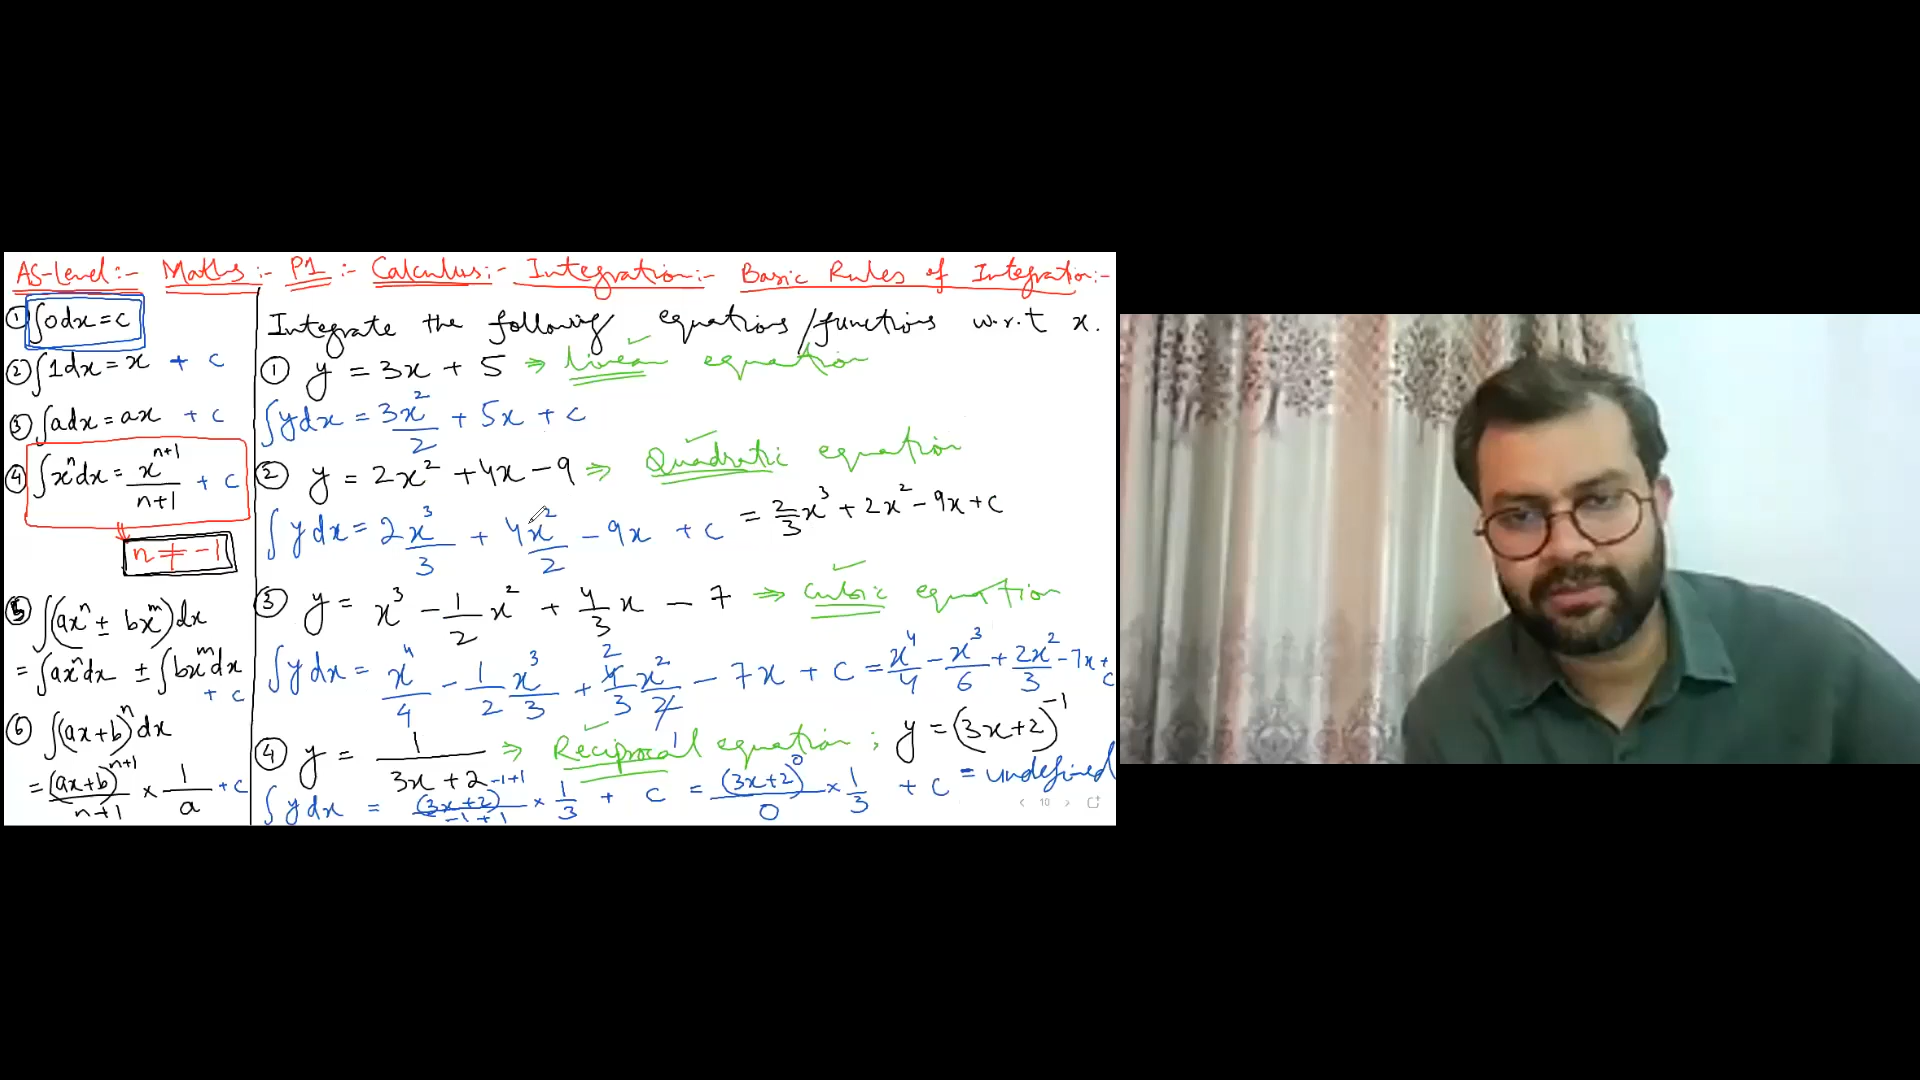 AS-Level:- Maths:- P1:- Calculus:- Integration:- Basic Rules of Integration:-
① ∫0dx = c
② ∫1dx = x + c
③ ∫adx = ax + c
④ ∫xⁿdx = xⁿ⁺¹/(n+1) + c
n ≠ -1
⑤ ∫(axⁿ ± bxᵐ)dx
= ∫axⁿdx ± ∫bxᵐdx + c
⑥ ∫(ax+b)ⁿdx
= (ax+b)ⁿ⁺¹/(n+1) × 1/a + c
Integrate the following equations/functions w.r.t x.
① y = 3x + 5 ⇒ linear equation
∫ydx = 3x²/2 + 5x + c
② y = 2x² + 4x - 9 ⇒ Quadratic equation
∫ydx = 2x³/3 + 4x²/2 - 9x + c = 2/3x³ + 2x² - 9x + c
③ y = x³ - 1/2x² + 4/3x - 7 ⇒ Cubic equation
∫ydx = x⁴/4 - 1/2 x³/3 + 4/3 x²/2 - 7x + c = x⁴/4 - x³/6 + 2x²/3 - 7x + c
2
1
④ y = 1/(3x+2) ⇒ Reciprocal equation ; y = (3x+2)⁻¹
∫ydx = (3x+2)⁻¹⁺¹/(-1+1) × 1/3 + c = (3x+2)⁰/0 × 1/3 + c = undefined
< 10 >